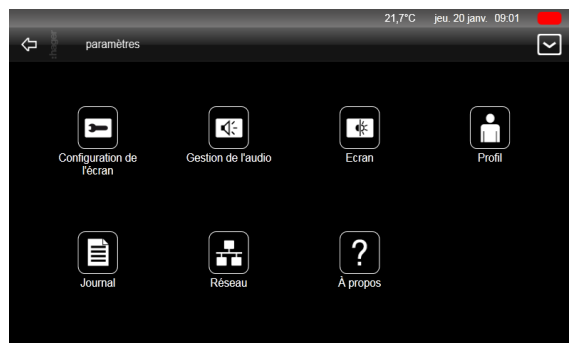 21,7°C jeu. 20 janv. 09:01
:hager
paramètres
Configuration de
l'écran
Gestion de l'audio
Ecran
Profil
Journal
Réseau
À propos